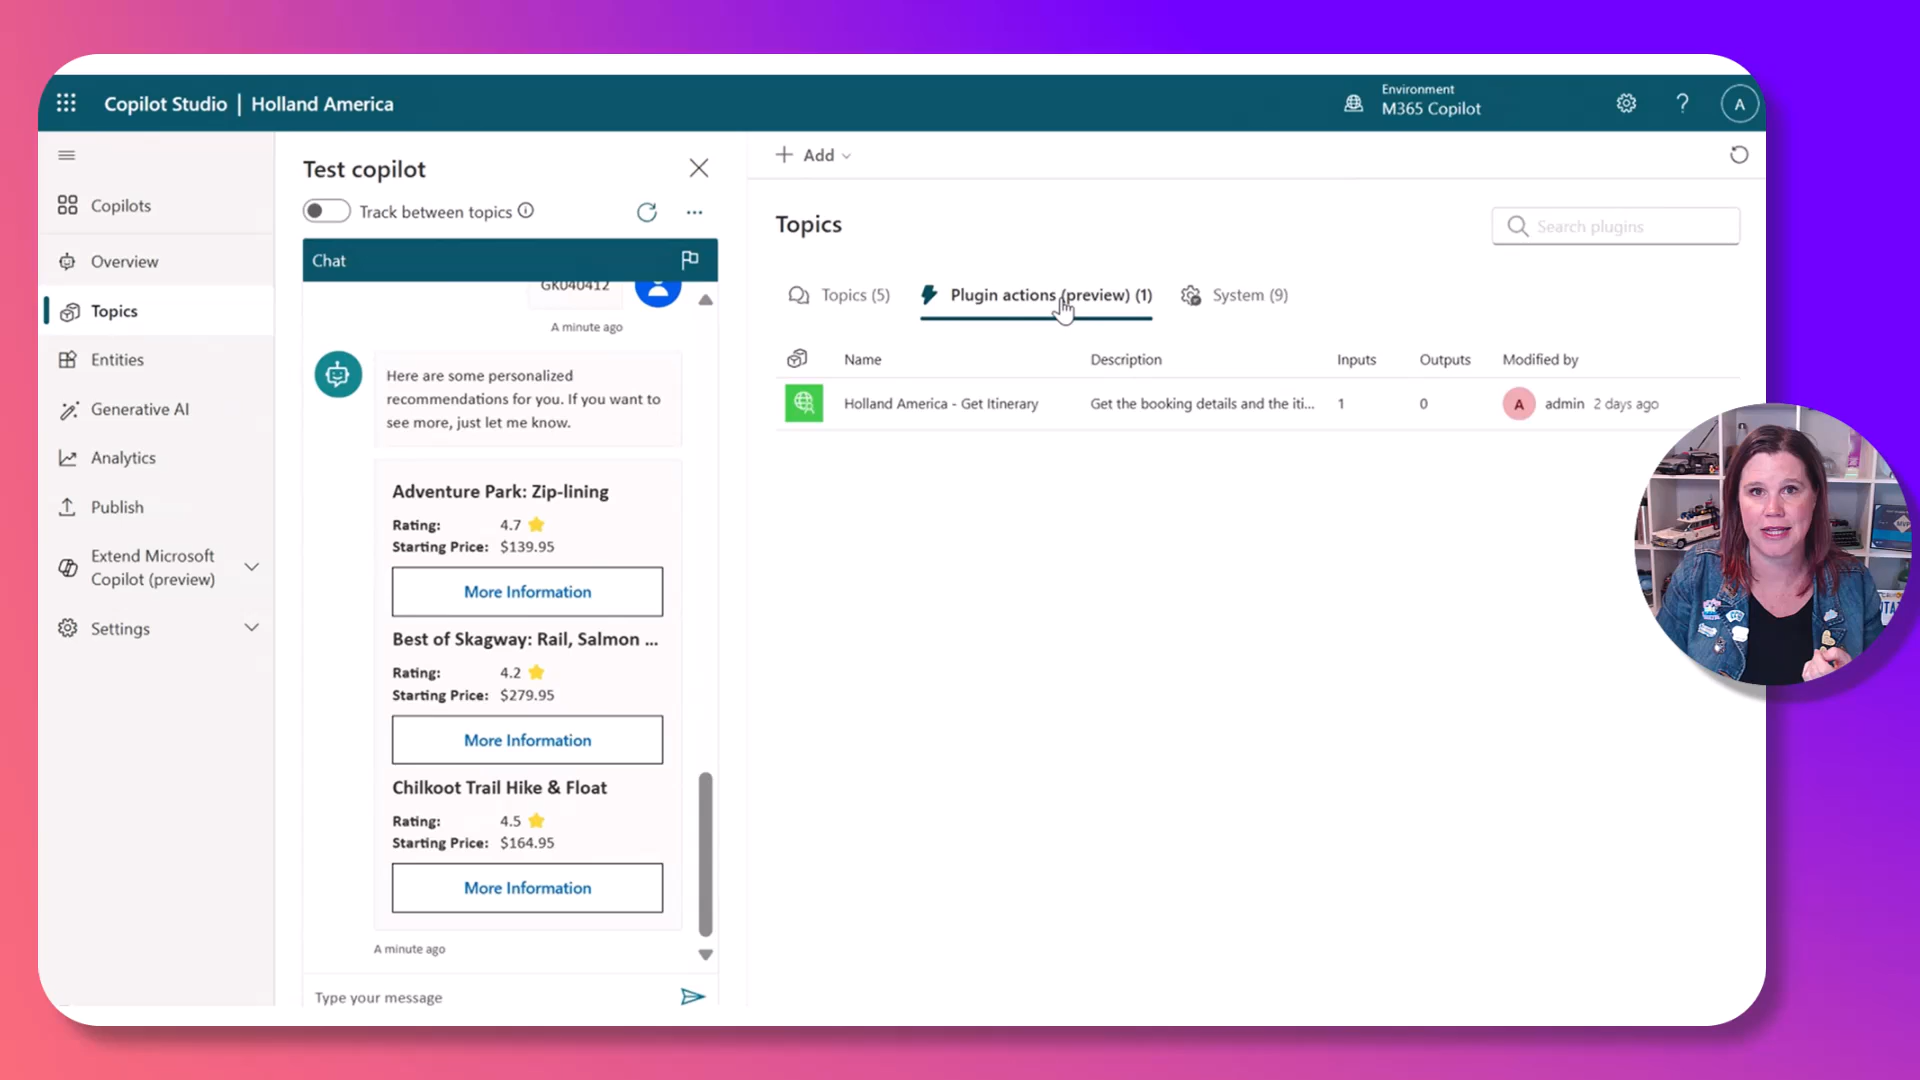 Copilot Studio | Holland America
Environment
M365 Copilot
?
A
Copilots
Overview
Topics
Entities
Generative AI
Analytics
Publish
Extend Microsoft
Copilot (preview)
Settings
Test copilot
Track between topics
Chat
GK040412
A minute ago
Here are some personalized
recommendations for you. If you want to
see more, just let me know.
Adventure Park: Zip-lining
Rating: 4.7
Starting Price: $139.95
More Information
Best of Skagway: Rail, Salmon ...
Rating: 4.2
Starting Price: $279.95
More Information
Chilkoot Trail Hike & Float
Rating: 4.5
Starting Price: $164.95
More Information
A minute ago
Type your message
Add
Topics
Search plugins
Topics (5)
Plugin actions (preview) (1)
System (9)
Name Description Inputs Outputs Modified by
Holland America - Get Itinerary Get the booking details and the iti... 1 0 A admin 2 days ago